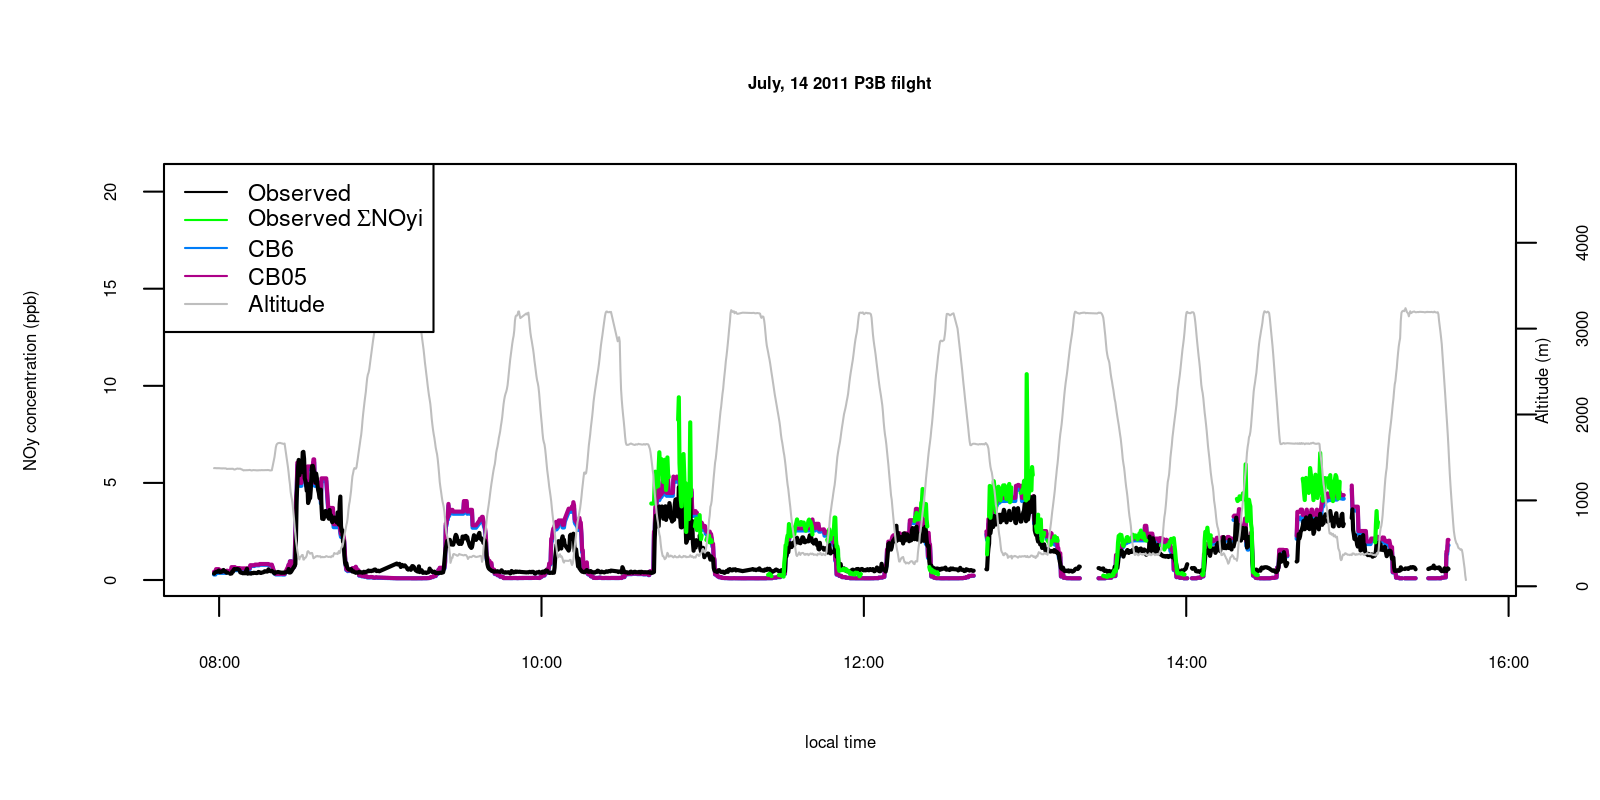 July, 14 2011 P3B filght
Observed
Observed ΣNOyi
CB6
CB05
Altitude
NOy concentration (ppb)
0
5
10
15
20
Altitude (m)
0
1000
2000
3000
4000
08:00
10:00
12:00
14:00
16:00
local time